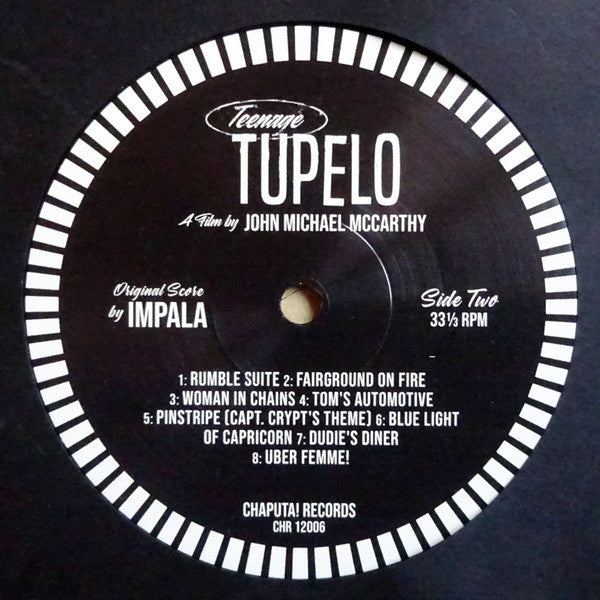 Teenage
TUPELO
A Film by JOHN MICHAEL MCCARTHY
Original Score
by IMPALA
Side Two
33 ⅓ RPM
1: RUMBLE SUITE 2: FAIRGROUND ON FIRE
3: WOMAN IN CHAINS 4: TOM'S AUTOMOTIVE
5: PINSTRIPE (CAPT. CRYPT'S THEME) 6: BLUE LIGHT
OF CAPRICORN 7: DUDIE'S DINER
8: UBER FEMME!
CHAPUTA! RECORDS
CHR 12006